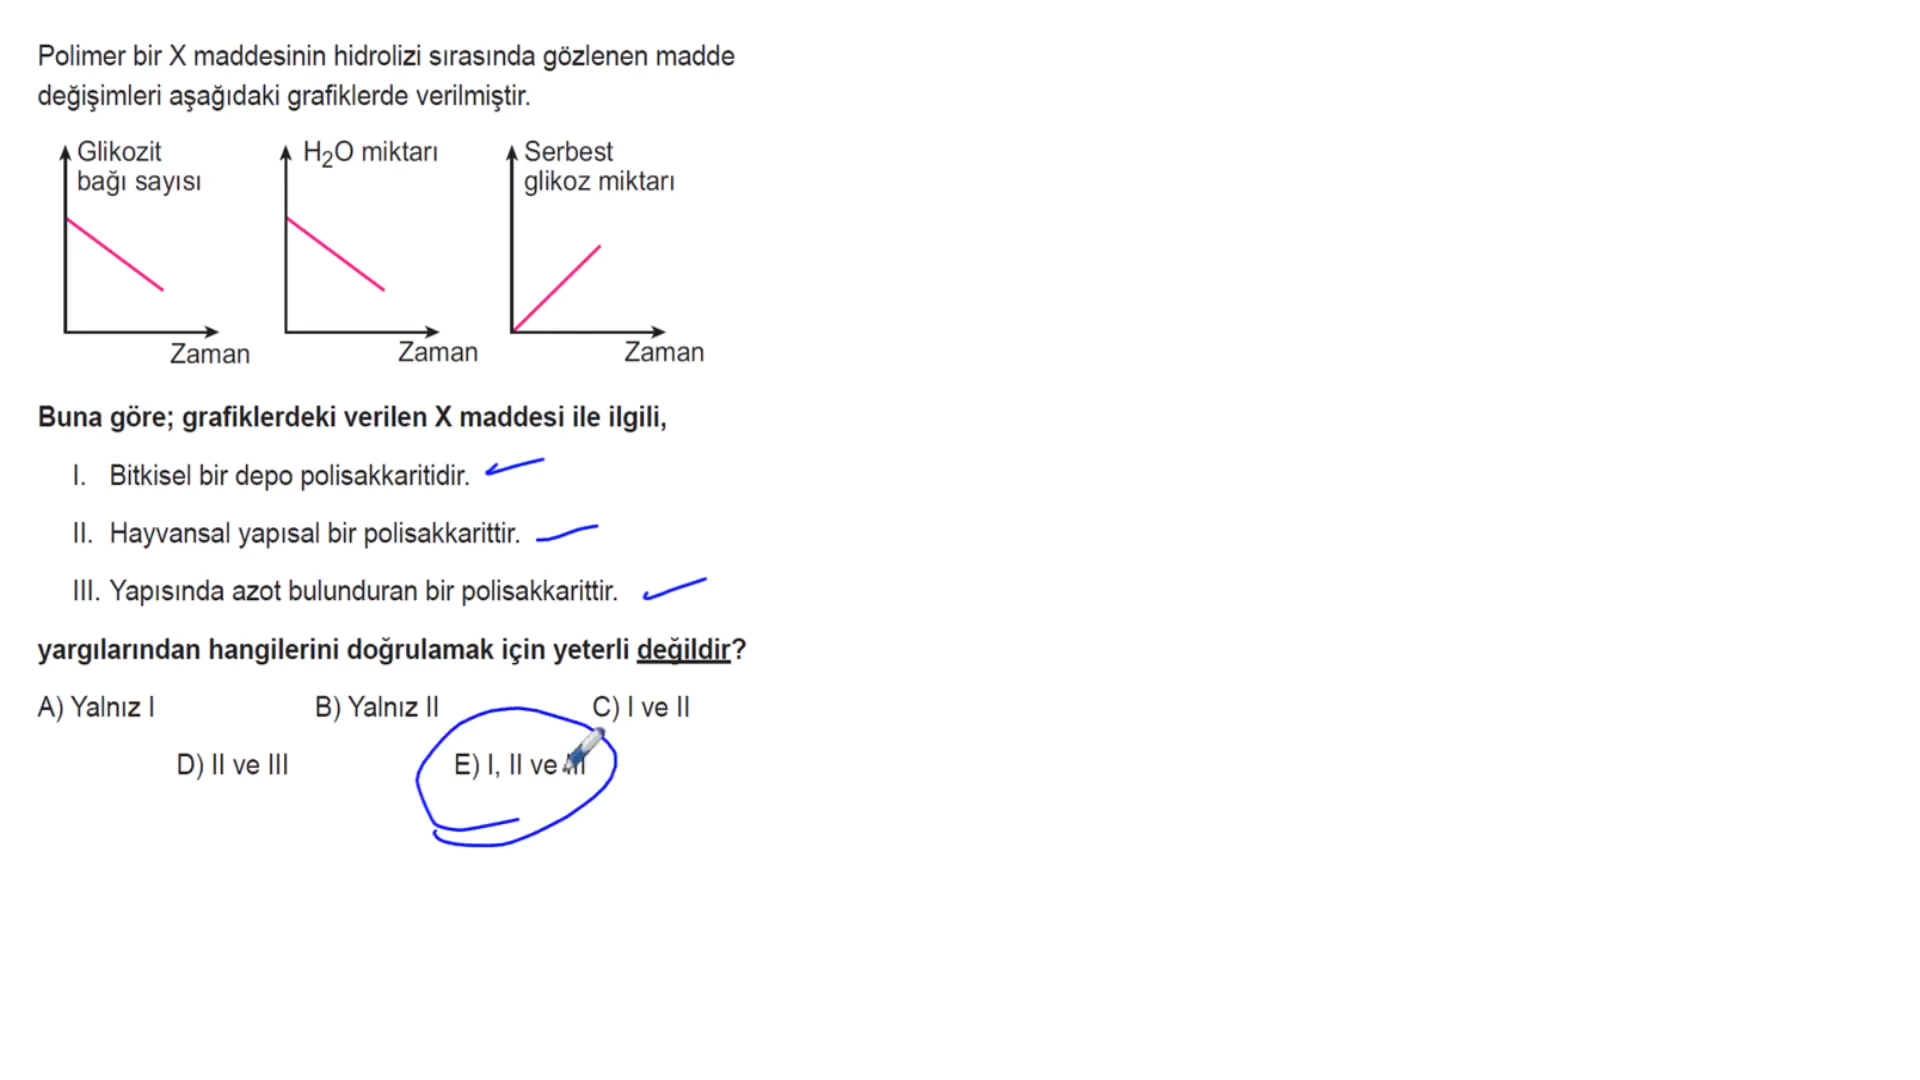 Polimer bir X maddesinin hidrolizi sırasında gözlenen madde
değişimleri aşağıdaki grafiklerde verilmiştir.
Glikozit
bağı sayısı
Zaman
H₂O miktarı
Zaman
Serbest
glikoz miktarı
Zaman
Buna göre; grafiklerdeki verilen X maddesi ile ilgili,
I. Bitkisel bir depo polisakkaritidir.
II. Hayvansal yapısal bir polisakkarittir.
III. Yapısında azot bulunduran bir polisakkarittir.
yargılarından hangilerini doğrulamak için yeterli değildir?
A) Yalnız I B) Yalnız II C) I ve II
D) II ve III E) I, II ve III